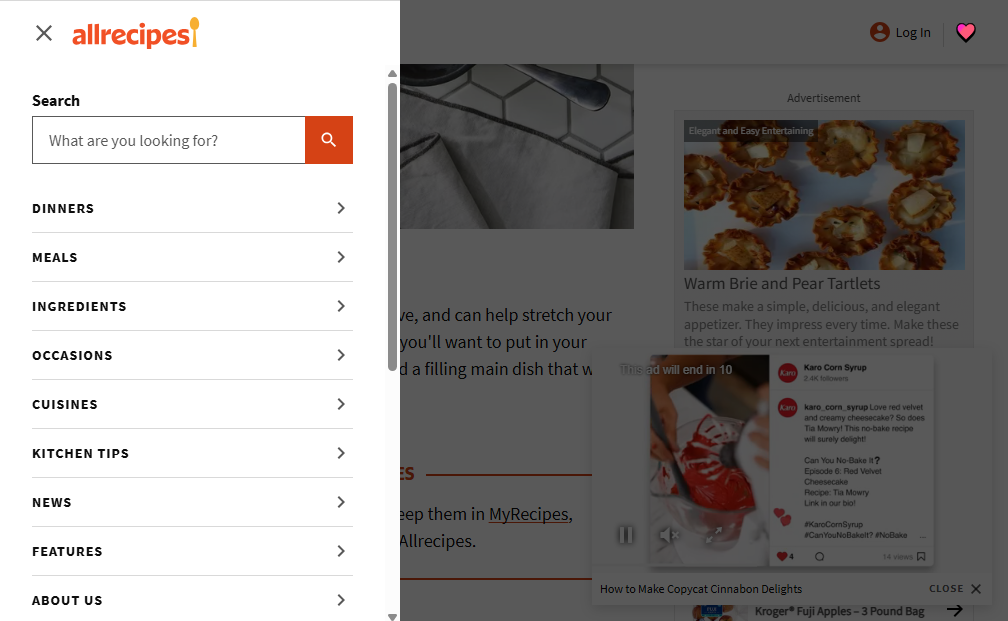 allrecipes
Log In
Search
What are you looking for?
DINNERS
MEALS
INGREDIENTS
OCCASIONS
CUISINES
KITCHEN TIPS
NEWS
FEATURES
ABOUT US
ve, and can help stretch your
you'll want to put in your
d a filling main dish that w
ES
eep them in MyRecipes,
Allrecipes.
Advertisement
Elegant and Easy Entertaining
Warm Brie and Pear Tartlets
These make a simple, delicious, and elegant
appetizer. They impress every time. Make these
the star of your next entertainment spread!
This ad will end in 10
Karo
Karo Corn Syrup
2.4K followers
Karo
karo_corn_syrup Love red velvet
and creamy cheesecake? So does
Tia Mowry! This no-bake recipe
will surely delight!
Can You No-Bake It?
Episode 6: Red Velvet
Cheesecake
Recipe: Tia Mowry
Link in our bio!
#KaroCornSyrup
#CanYouNoBakeIt? #NoBake ...
4
14 views
How to Make Copycat Cinnabon Delights
CLOSE
Kroger® Fuji Apples – 3 Pound Bag